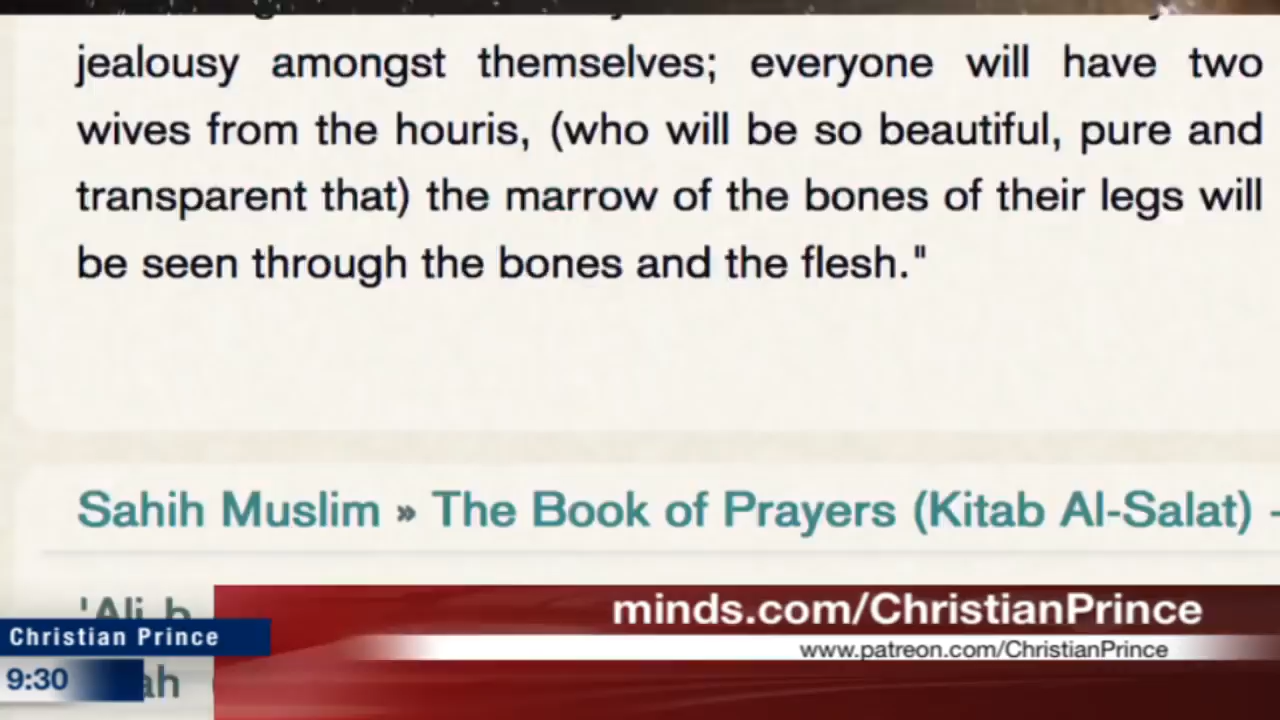 jealousy amongst themselves; everyone will have two
wives from the houris, (who will be so beautiful, pure and
transparent that) the marrow of the bones of their legs will
be seen through the bones and the flesh."
Sahih Muslim » The Book of Prayers (Kitab Al-Salat) -
'Ali b
minds.com/ChristianPrince
Christian Prince
www.patreon.com/ChristianPrince
9:30